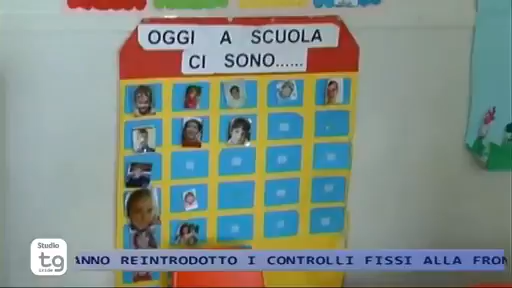 OGGI A SCUOLA
CI SONO......
Studio
tg
ANNO REINTRODOTTO I CONTROLLI FISSI ALLA FRON